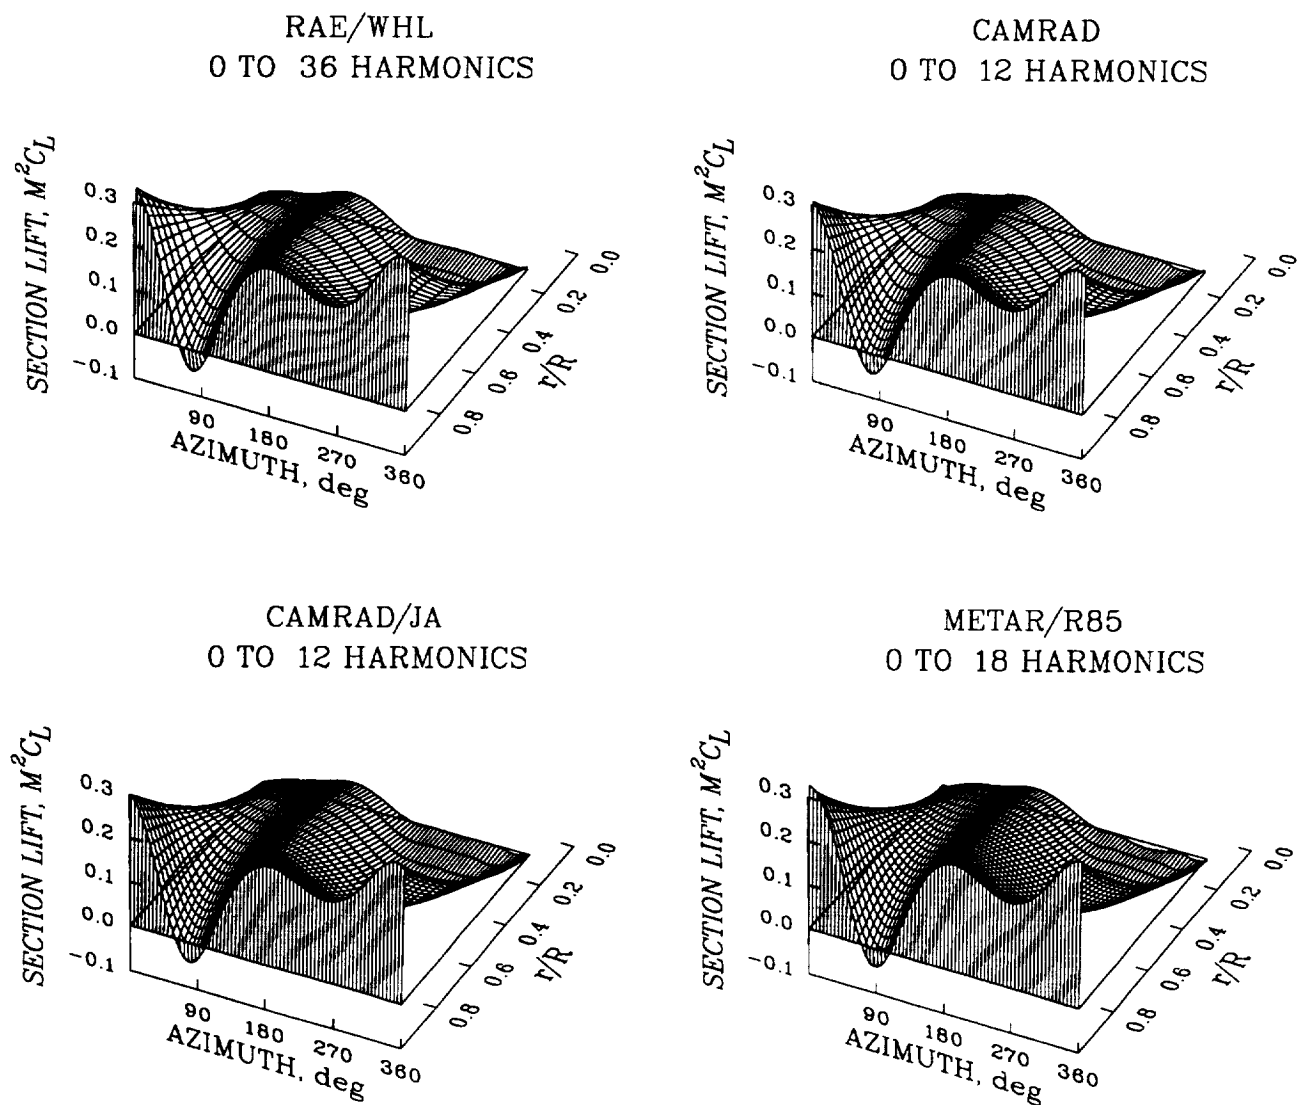 RAE/WHL
0 TO 36 HARMONICS
SECTION LIFT, M²C_L
0.3
0.2
0.1
0.0
-0.1
90
180
270
360
AZIMUTH, deg
0.0
0.2
0.4
0.6
0.8
r/R
CAMRAD
0 TO 12 HARMONICS
SECTION LIFT, M²C_L
0.3
0.2
0.1
0.0
-0.1
90
180
270
360
AZIMUTH, deg
0.0
0.2
0.4
0.6
0.8
r/R
CAMRAD/JA
0 TO 12 HARMONICS
SECTION LIFT, M²C_L
0.3
0.2
0.1
0.0
-0.1
90
180
270
360
AZIMUTH, deg
0.0
0.2
0.4
0.6
0.8
r/R
METAR/R85
0 TO 18 HARMONICS
SECTION LIFT, M²C_L
0.3
0.2
0.1
0.0
-0.1
90
180
270
360
AZIMUTH, deg
0.0
0.2
0.4
0.6
0.8
r/R